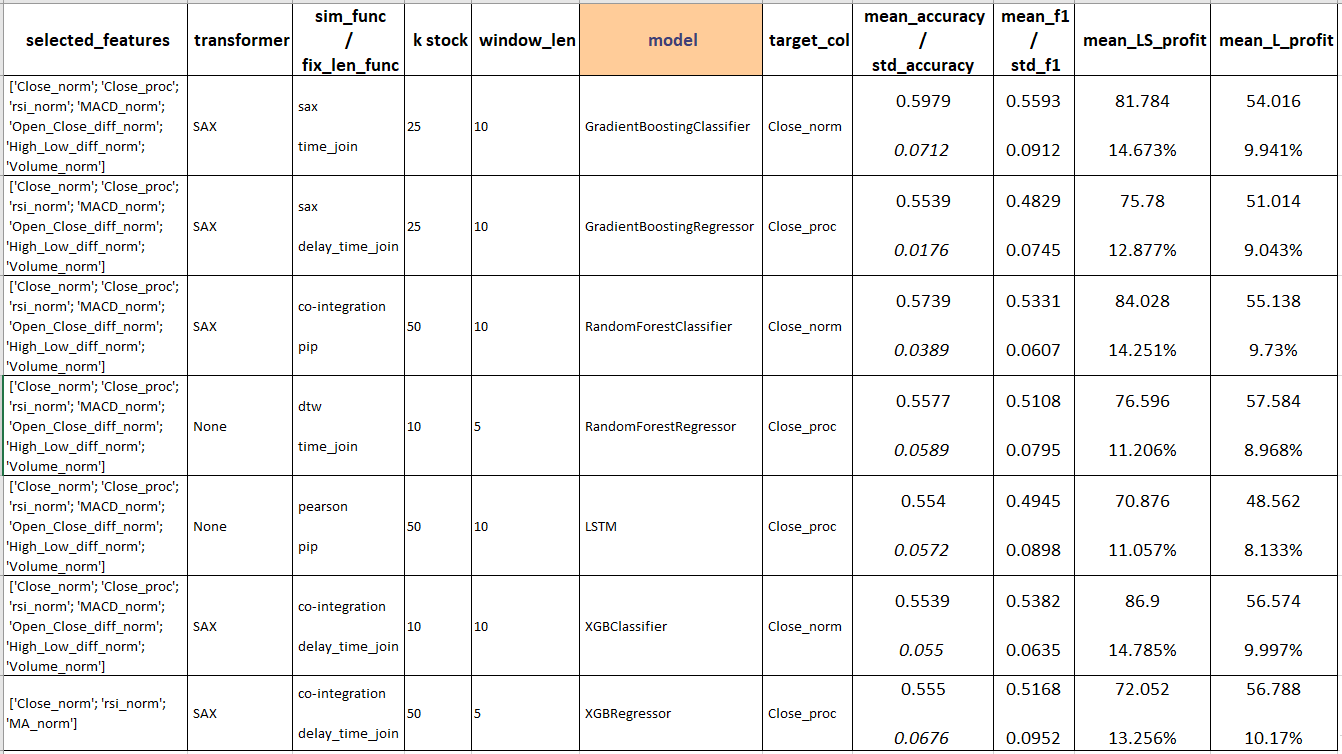 selected_features
transformer
sim_func
/
fix_len_func
k stock
window_len
model
target_col
mean_accuracy
/
std_accuracy
mean_f1
/
std_f1
mean_LS_profit
mean_L_profit
['Close_norm'; 'Close_proc';
'rsi_norm'; 'MACD_norm';
'Open_Close_diff_norm';
'High_Low_diff_norm';
'Volume_norm']
SAX
sax
time_join
25
10
GradientBoostingClassifier
Close_norm
0.5979
0.0712
0.5593
0.0912
81.784
14.673%
54.016
9.941%
['Close_norm'; 'Close_proc';
'rsi_norm'; 'MACD_norm';
'Open_Close_diff_norm';
'High_Low_diff_norm';
'Volume_norm']
SAX
sax
delay_time_join
25
10
GradientBoostingRegressor
Close_proc
0.5539
0.0176
0.4829
0.0745
75.78
12.877%
51.014
9.043%
['Close_norm'; 'Close_proc';
'rsi_norm'; 'MACD_norm';
'Open_Close_diff_norm';
'High_Low_diff_norm';
'Volume_norm']
SAX
co-integration
pip
50
10
RandomForestClassifier
Close_norm
0.5739
0.0389
0.5331
0.0607
84.028
14.251%
55.138
9.73%
['Close_norm'; 'Close_proc';
'rsi_norm'; 'MACD_norm';
'Open_Close_diff_norm';
'High_Low_diff_norm';
'Volume_norm']
None
dtw
time_join
10
5
RandomForestRegressor
Close_proc
0.5577
0.0589
0.5108
0.0795
76.596
11.206%
57.584
8.968%
['Close_norm'; 'Close_proc';
'rsi_norm'; 'MACD_norm';
'Open_Close_diff_norm';
'High_Low_diff_norm';
'Volume_norm']
None
pearson
pip
50
10
LSTM
Close_proc
0.554
0.0572
0.4945
0.0898
70.876
11.057%
48.562
8.133%
['Close_norm'; 'Close_proc';
'rsi_norm'; 'MACD_norm';
'Open_Close_diff_norm';
'High_Low_diff_norm';
'Volume_norm']
SAX
co-integration
delay_time_join
10
10
XGBClassifier
Close_norm
0.5539
0.055
0.5382
0.0635
86.9
14.785%
56.574
9.997%
['Close_norm'; 'rsi_norm';
'MA_norm']
SAX
co-integration
delay_time_join
50
5
XGBRegressor
Close_proc
0.555
0.0676
0.5168
0.0952
72.052
13.256%
56.788
10.17%